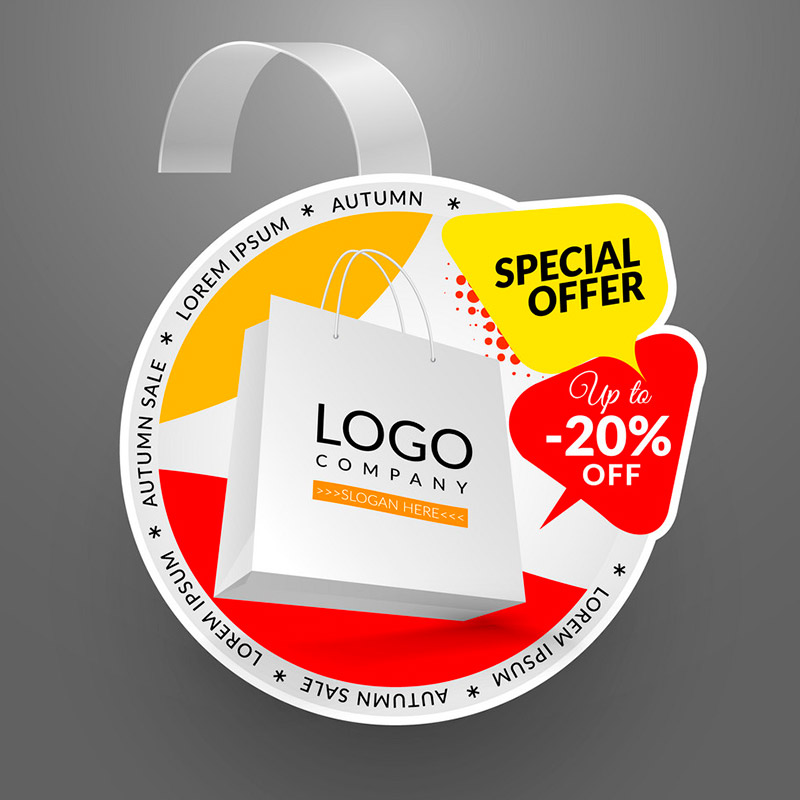 * LOREM IPSUM * AUTUMN SALE * LOREM IPSUM * AUTUMN SALE * LOREM IPSUM * AUTUMN *
SPECIAL
OFFER
Up to
-20%
OFF
LOGO
COMPANY
>>>SLOGAN HERE<<<